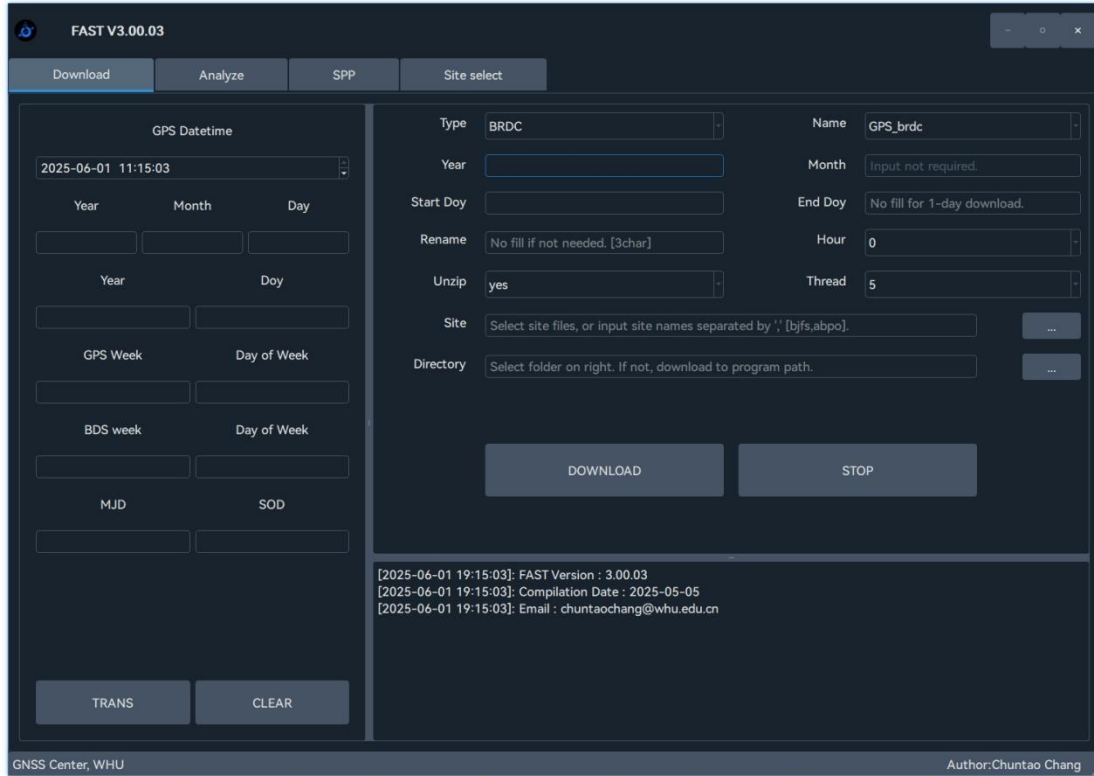 FAST V3.00.03
Download Analyze SPP Site select
GPS Datetime
2025-06-01 11:15:03
Year Month Day
Year Doy
GPS Week Day of Week
BDS week Day of Week
MJD SOD
TRANS CLEAR
Type BRDC Name GPS_brdc
Year Month Input not required.
Start Doy End Doy No fill for 1-day download.
Rename No fill if not needed. [3char] Hour 0
Unzip yes Thread 5
Site Select site files, or input site names separated by ',' [bjfs,abpo]. ...
Directory Select folder on right. If not, download to program path. ...
DOWNLOAD STOP
[2025-06-01 19:15:03]: FAST Version : 3.00.03
[2025-06-01 19:15:03]: Compilation Date : 2025-05-05
[2025-06-01 19:15:03]: Email : chuntaochang@whu.edu.cn
GNSS Center, WHU Author:Chuntao Chang